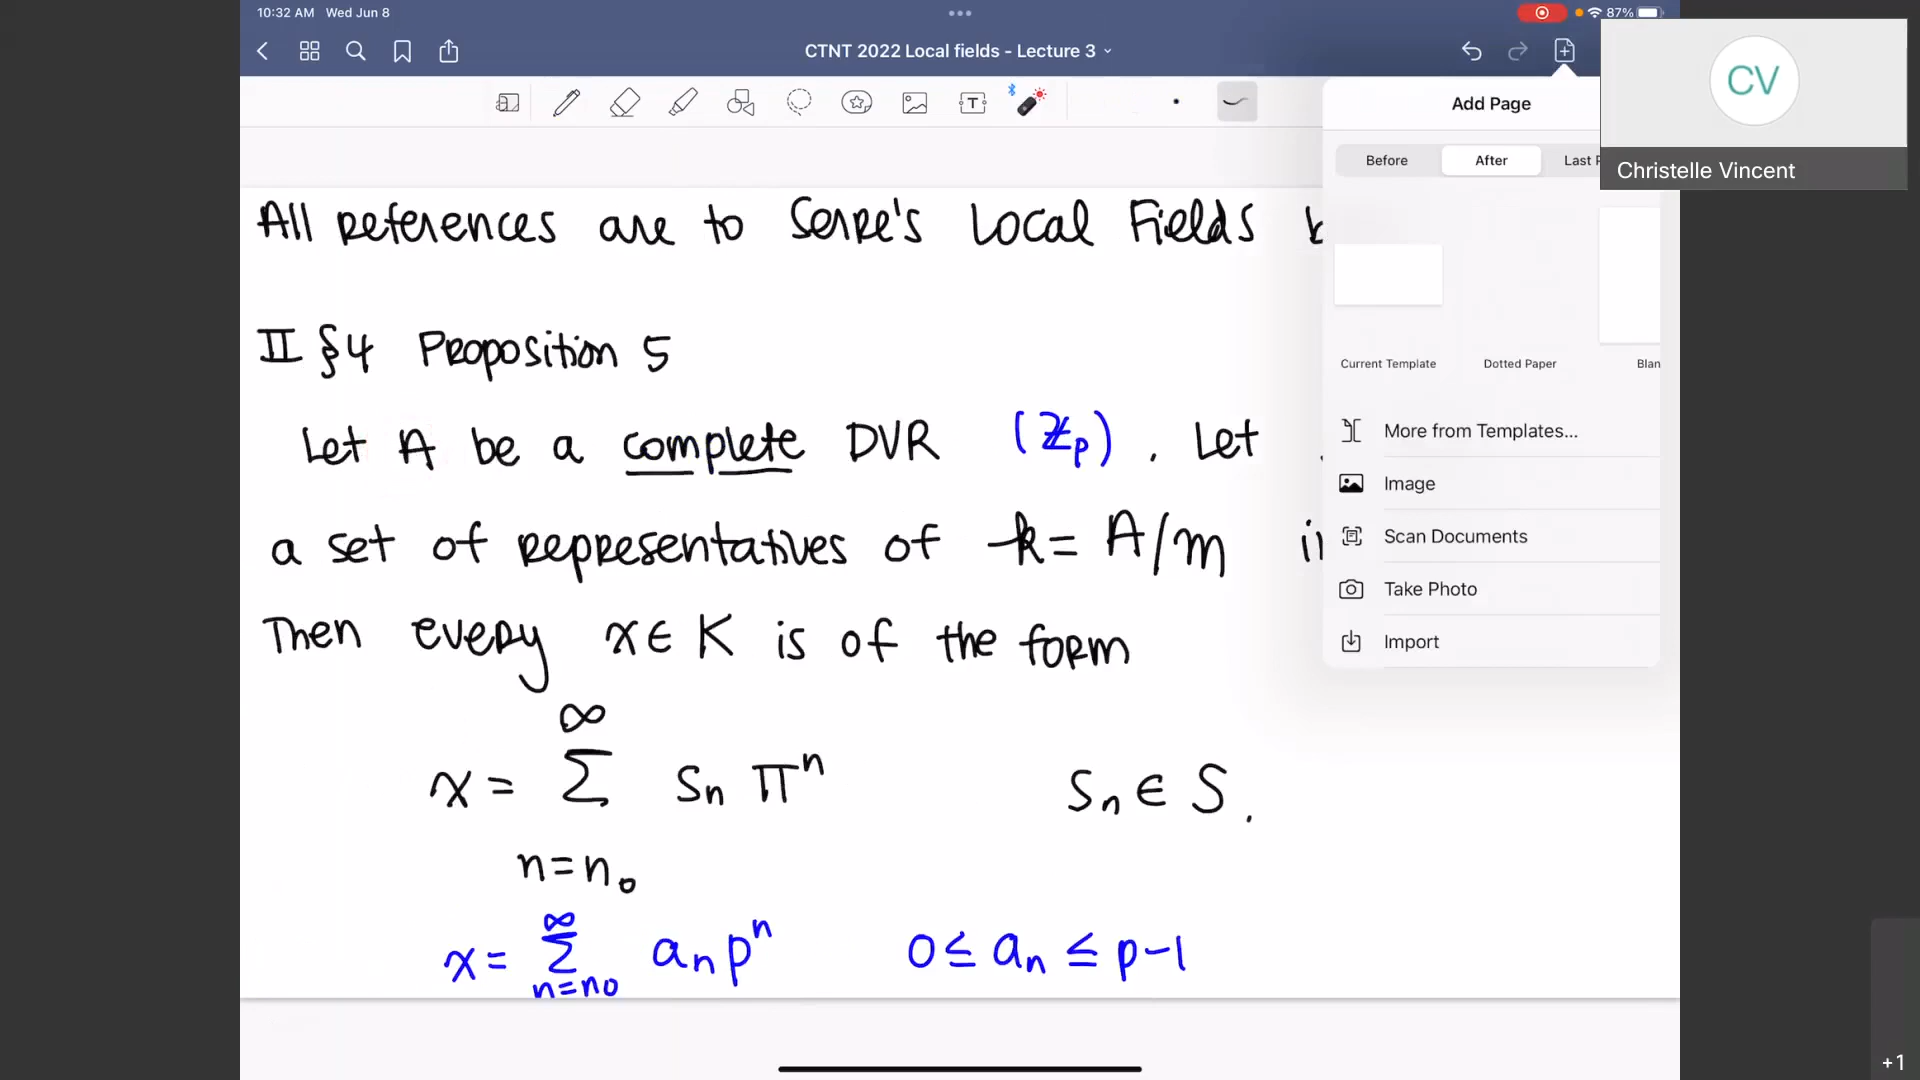 10:32 AM Wed Jun 8
87%
CTNT 2022 Local fields - Lecture 3
CV
Christelle Vincent
Add Page
Before After Last
Current Template Dotted Paper Blan
More from Templates...
Image
Scan Documents
Take Photo
Import
All references are to Serre's Local Fields
II §4 Proposition 5
Let A be a complete DVR (ℤp). Let
a set of representatives of k = A/m
Then every x ∈ K is of the form
x = ∑_{n=n₀}^{∞} sₙ πⁿ sₙ ∈ S.
x = ∑_{n=n₀}^{∞} aₙ pⁿ 0 ≤ aₙ ≤ p-1
+1